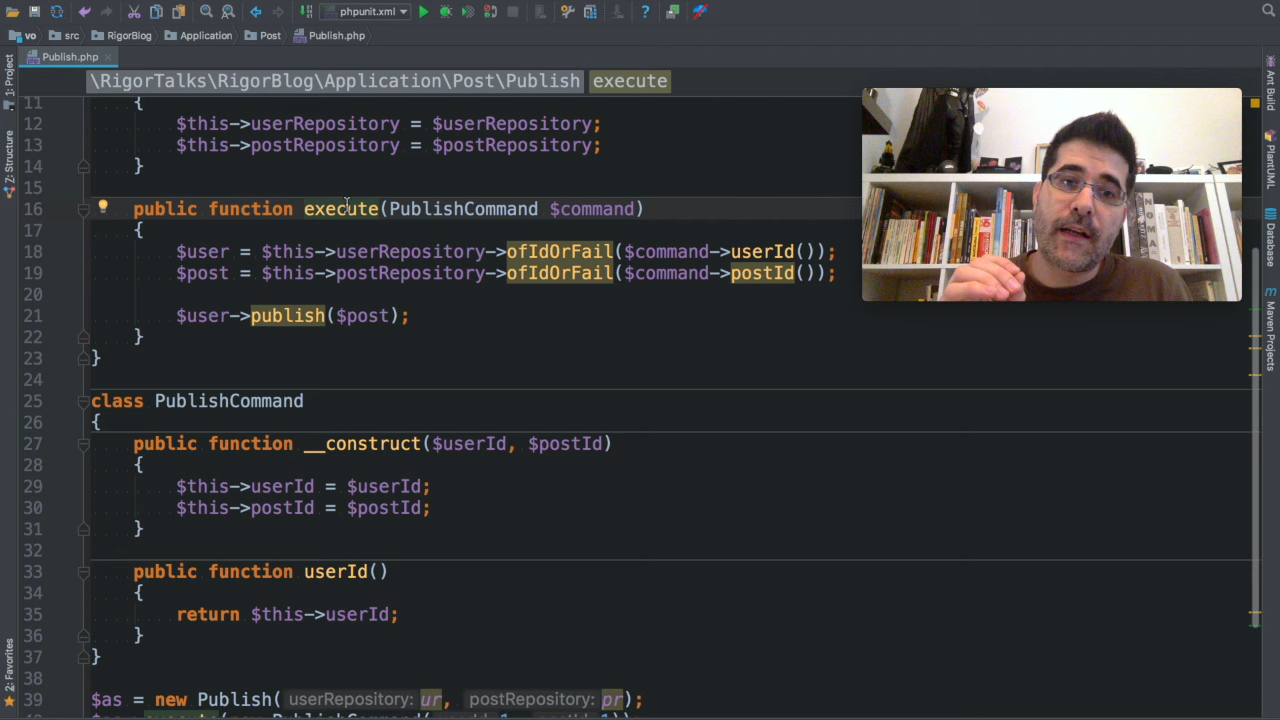 phpunit.xml
vo src RigorBlog Application Post Publish.php
Publish.php
1: Project
Z: Structure
2: Favorites
\RigorTalks\RigorBlog\Application\Post\Publish execute
11 {
12 $this->userRepository = $userRepository;
13 $this->postRepository = $postRepository;
14 }
15
16 public function execute(PublishCommand $command)
17 {
18 $user = $this->userRepository->ofIdOrFail($command->userId());
19 $post = $this->postRepository->ofIdOrFail($command->postId());
20
21 $user->publish($post);
22 }
23 }
24
25 class PublishCommand
26 {
27 public function __construct($userId, $postId)
28 {
29 $this->userId = $userId;
30 $this->postId = $postId;
31 }
32
33 public function userId()
34 {
35 return $this->userId;
36 }
37 }
38
39 $as = new Publish( userRepository: ur, postRepository: pr);
Ant Build
PlantUML
Database
Maven Projects